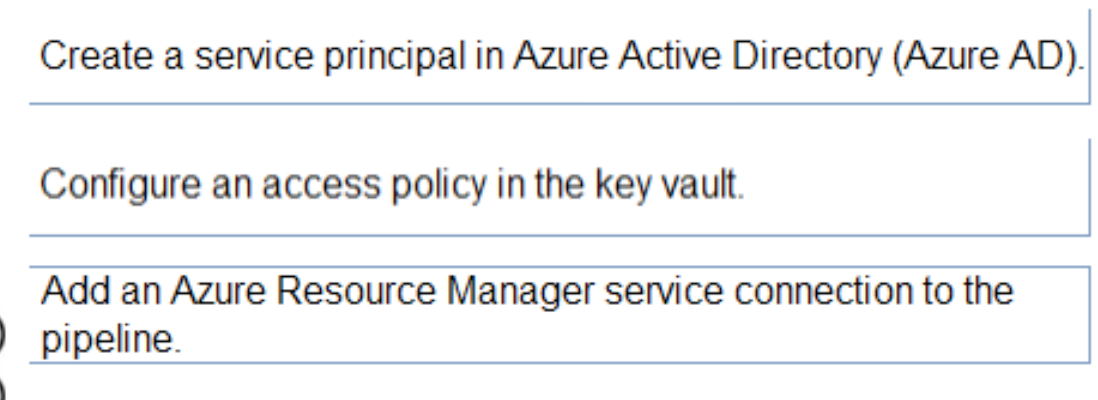 Create a service principal in Azure Active Directory (Azure AD).
Configure an access policy in the key vault.
Add an Azure Resource Manager service connection to the
pipeline.